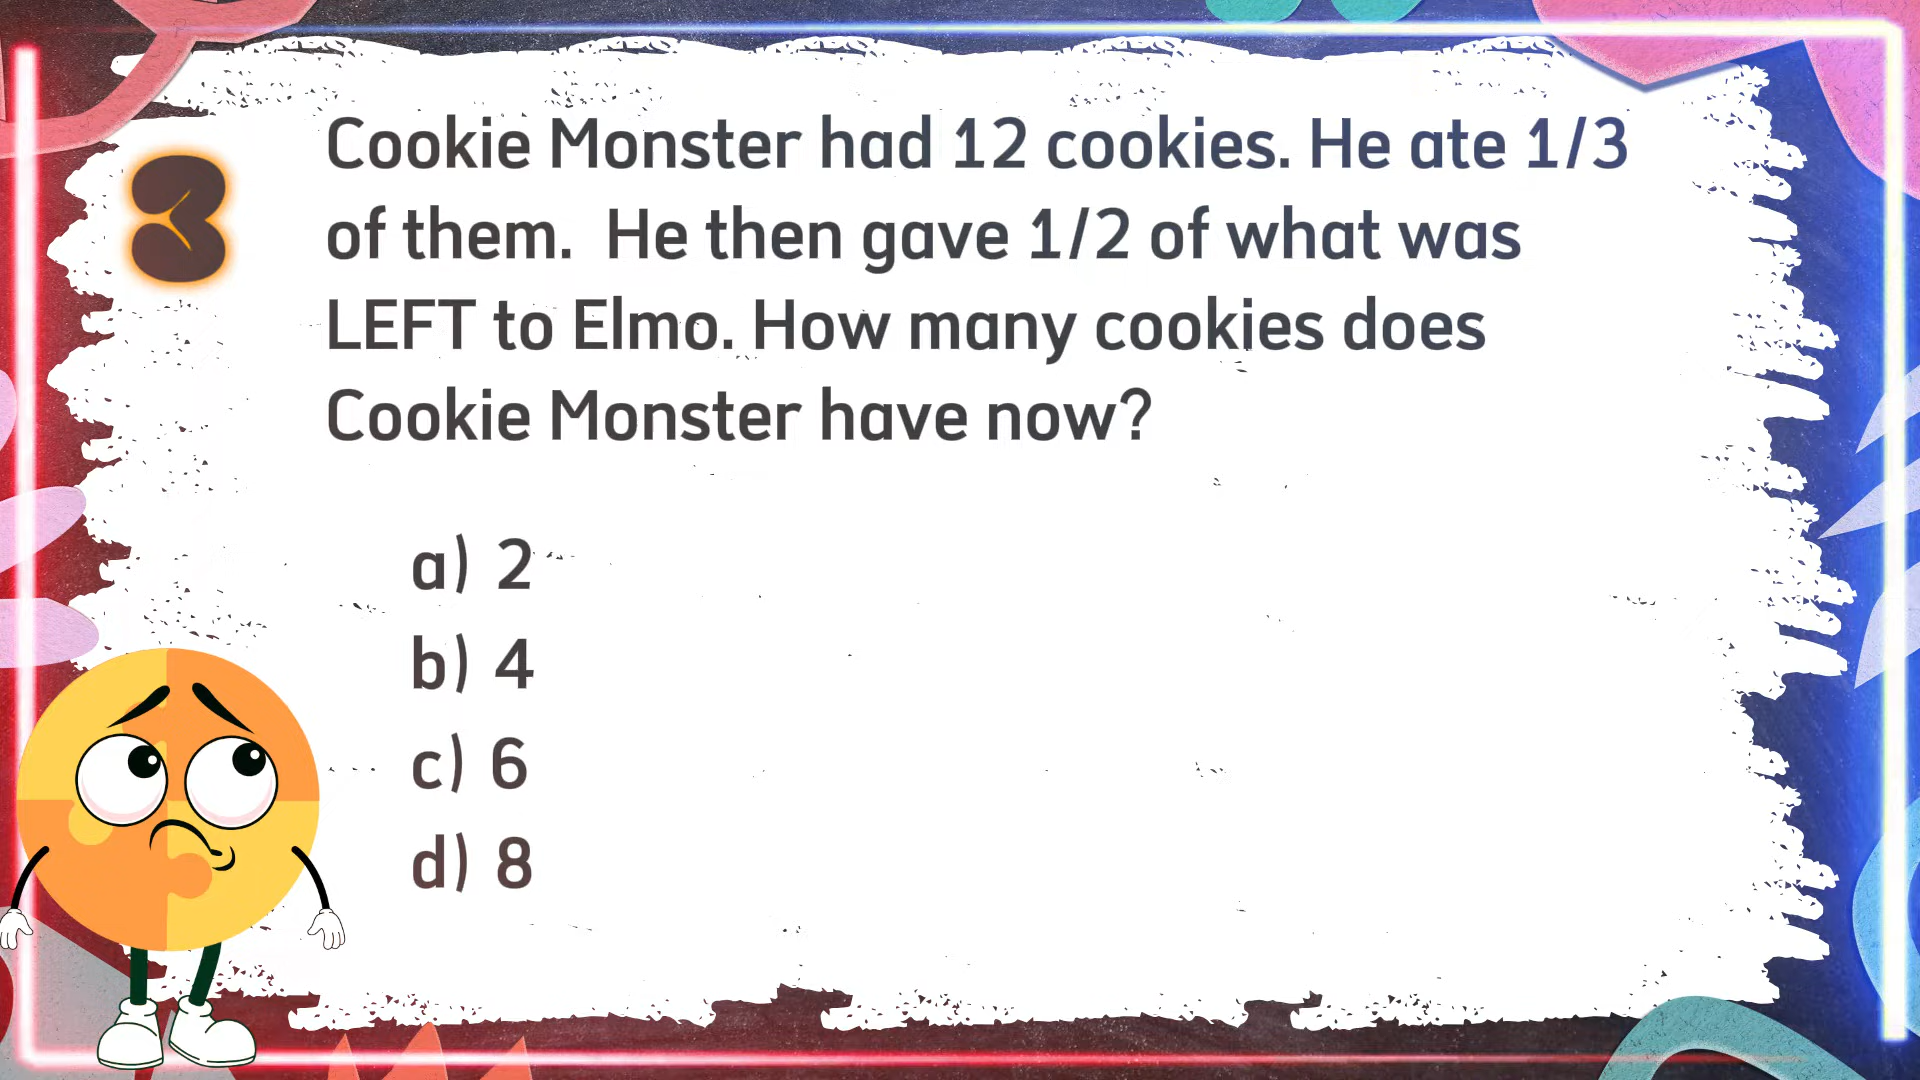 3
Cookie Monster had 12 cookies. He ate 1/3
of them. He then gave 1/2 of what was
LEFT to Elmo. How many cookies does
Cookie Monster have now?
a) 2
b) 4
c) 6
d) 8